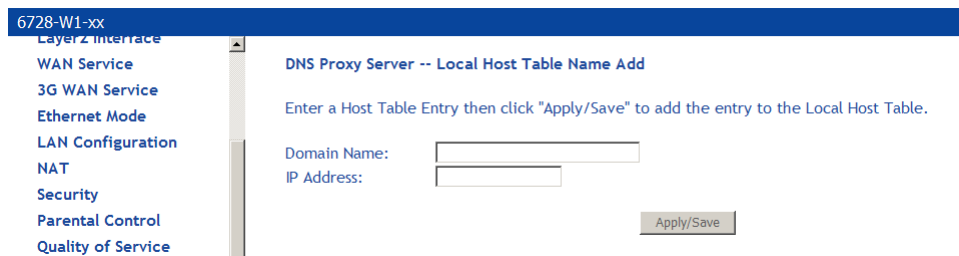 6728-W1-xx
Layer2 Interface
WAN Service
3G WAN Service
Ethernet Mode
LAN Configuration
NAT
Security
Parental Control
Quality of Service
DNS Proxy Server -- Local Host Table Name Add
Enter a Host Table Entry then click "Apply/Save" to add the entry to the Local Host Table.
Domain Name:
IP Address:
Apply/Save